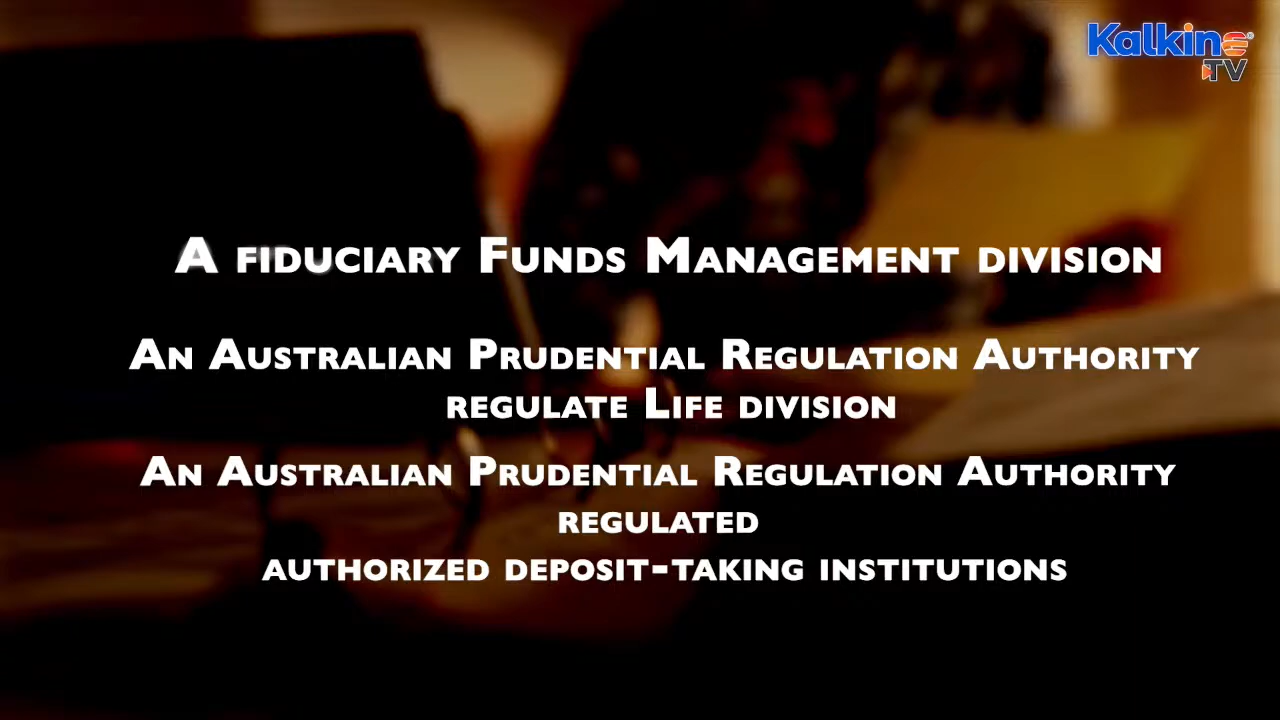 Kalkine
TV
A fiduciary Funds Management division
An Australian Prudential Regulation Authority
regulate Life division
An Australian Prudential Regulation Authority
regulated
authorized deposit-taking institutions